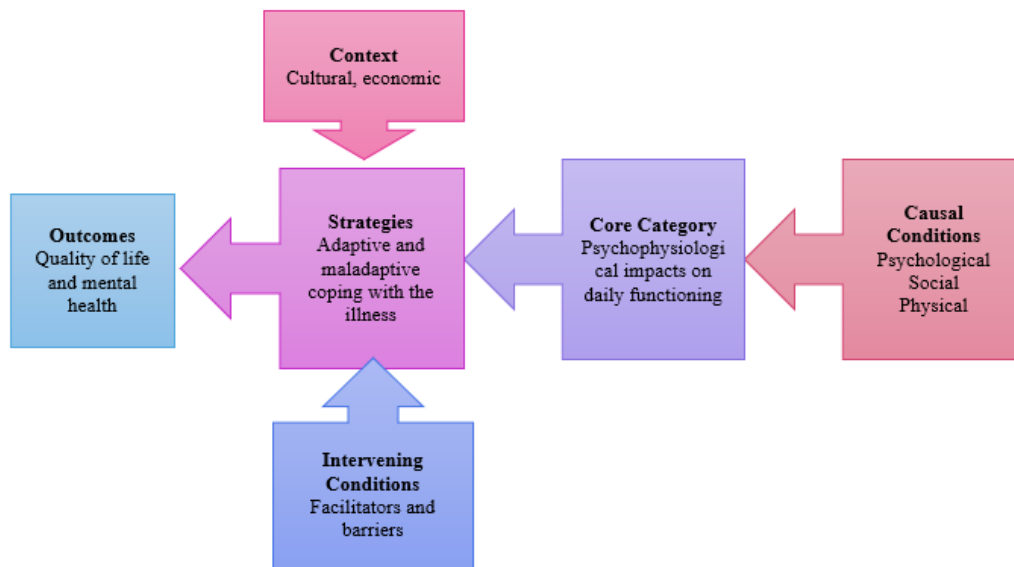 Context
Cultural, economic
Outcomes
Quality of life
and mental
health
Strategies
Adaptive and
maladaptive
coping with the
illness
Core Category
Psychophysiologi
cal impacts on
daily functioning
Causal
Conditions
Psychological
Social
Physical
Intervening
Conditions
Facilitators and
barriers